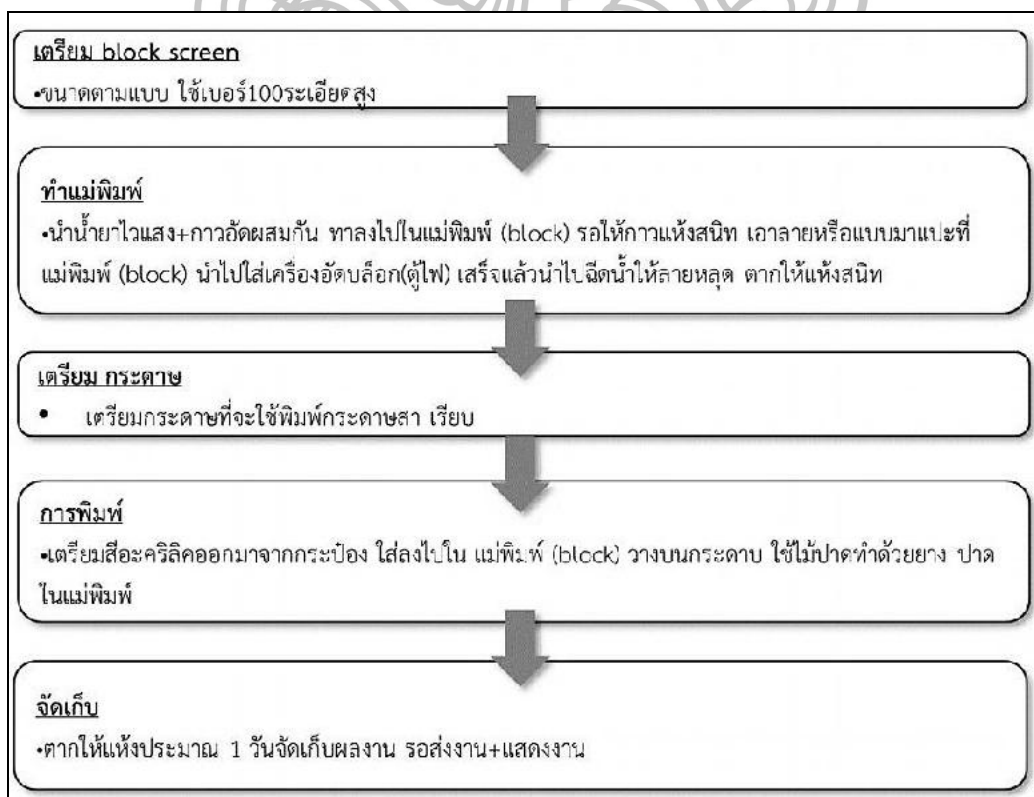 เตรียม block screen
•ขนาดตามแบบ ใช้เบอร์100ระเอียดสูง
ทำแม่พิมพ์
•นำน้ำยาไวแสง+กาวอัดผสมกัน ทาลงไปในแม่พิมพ์ (block) รอให้กาวแห้งสนิท เอาลายหรือแบบมาแปะที่
แม่พิมพ์ (block) นำไปใส่เครื่องอัดบล็อก(ตู้ไฟ) เสร็จแล้วนำไปฉีดน้ำให้ลายหลุด ตากให้แห้งสนิท
เตรียม กระดาษ
• เตรียมกระดาษที่จะใช้พิมพ์กระดาษสา เรียบ
การพิมพ์
•เตรียมสีอะคริลิคออกมาจากกระป๋อง ใส่ลงไปใน แม่พิมพ์ (block) วางบนกระดาบ ใช้ไม้ปาดทำด้วยยาง ปาด
ในแม่พิมพ์
จัดเก็บ
•ตากให้แห้งประมาณ 1 วันจัดเก็บผลงาน รอส่งงาน+แสดงงาน